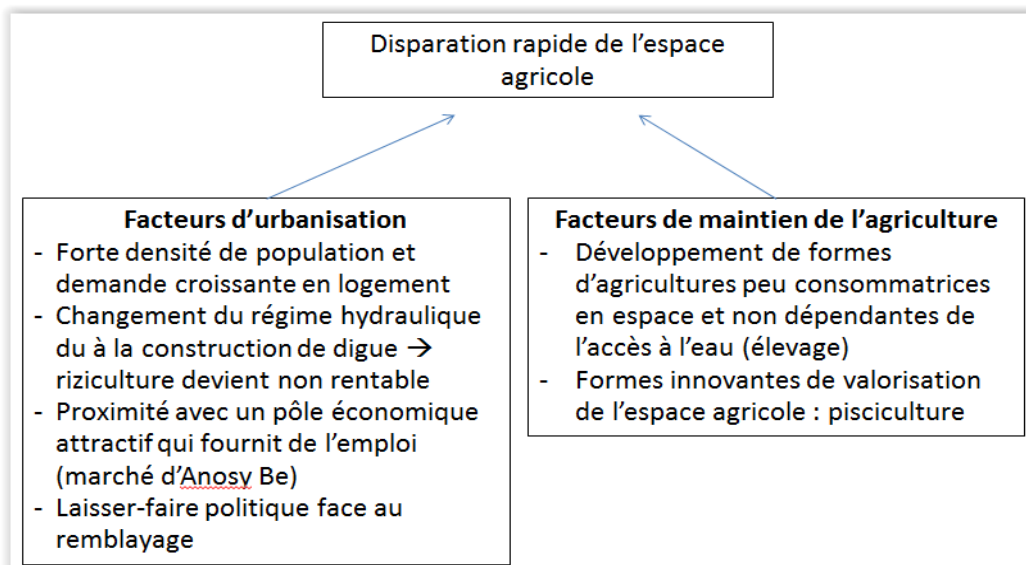 Disparation rapide de l'espace
agricole
Facteurs d'urbanisation
- Forte densité de population et
demande croissante en logement
- Changement du régime hydraulique
du à la construction de digue →
riziculture devient non rentable
- Proximité avec un pôle économique
attractif qui fournit de l'emploi
(marché d'Anosy Be)
- Laisser-faire politique face au
remblayage
Facteurs de maintien de l'agriculture
- Développement de formes
d'agricultures peu consommatrices
en espace et non dépendantes de
l'accès à l'eau (élevage)
- Formes innovantes de valorisation
de l'espace agricole : pisciculture